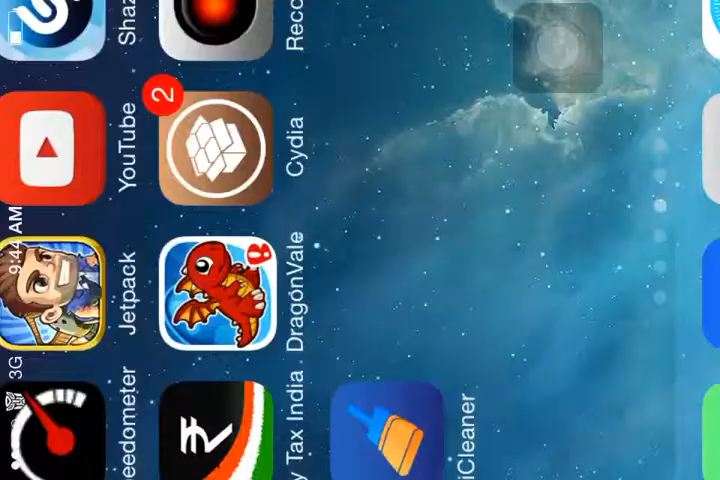 3G
9:44 AM
eedometer
Jetpack
YouTube
Shaz
y Tax India
DragonVale
2
Cydia
Reco
iCleaner